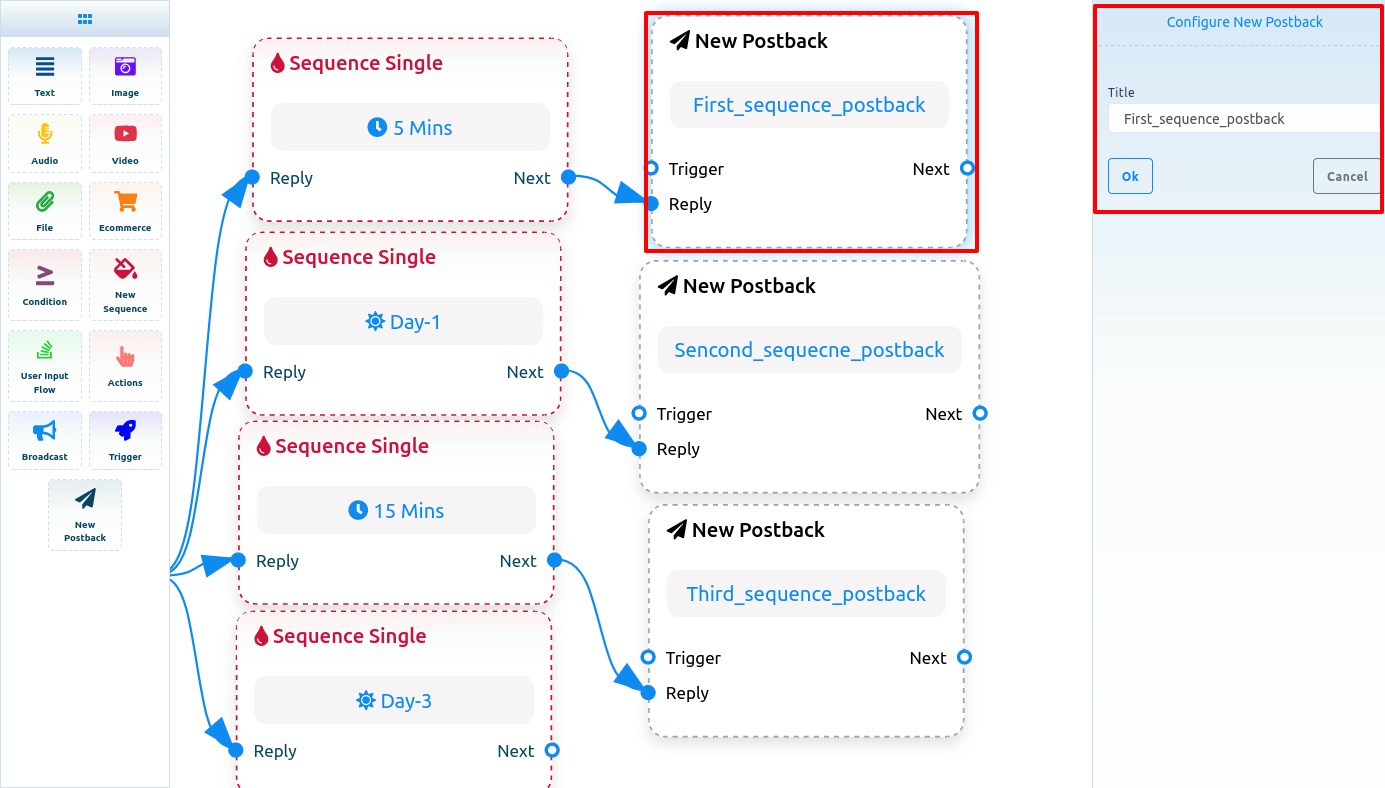 Text
Image
Audio
Video
File
Ecommerce
Condition
New
Sequence
User Input
Flow
Actions
Broadcast
Trigger
New
Postback
Sequence Single
5 Mins
Reply
Next
Sequence Single
Day-1
Reply
Next
Sequence Single
15 Mins
Reply
Next
Sequence Single
Day-3
Reply
Next
New Postback
First_sequence_postback
Trigger
Next
Reply
New Postback
Sencond_sequecne_postback
Trigger
Next
Reply
New Postback
Third_sequence_postback
Trigger
Next
Reply
Configure New Postback
Title
First_sequence_postback
Ok
Cancel